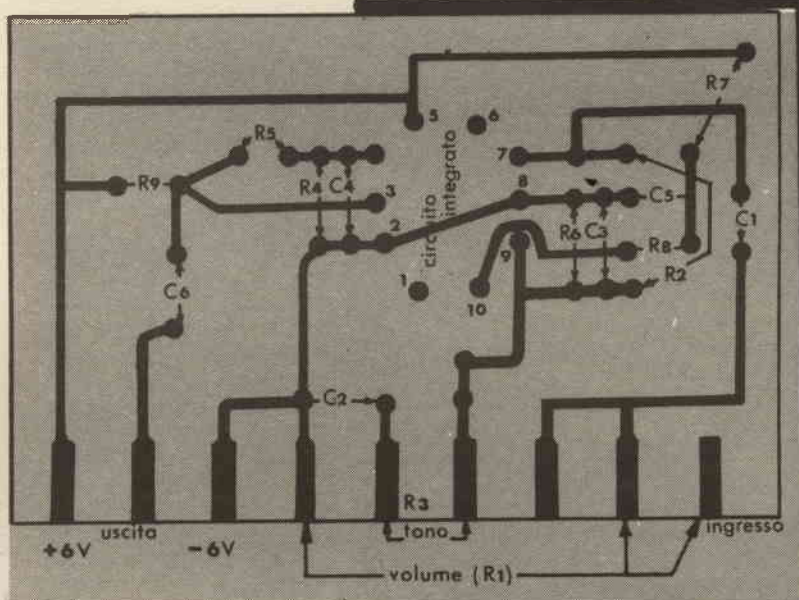 R7
5
6
R5
7
R4
C4
8
R9
3
C5
C1
2
circuito
integrato
R6
C3
R8
9
R2
1
10
C6
C2
R3
uscita
tono
ingresso
+6V
-6V
volume (R1)